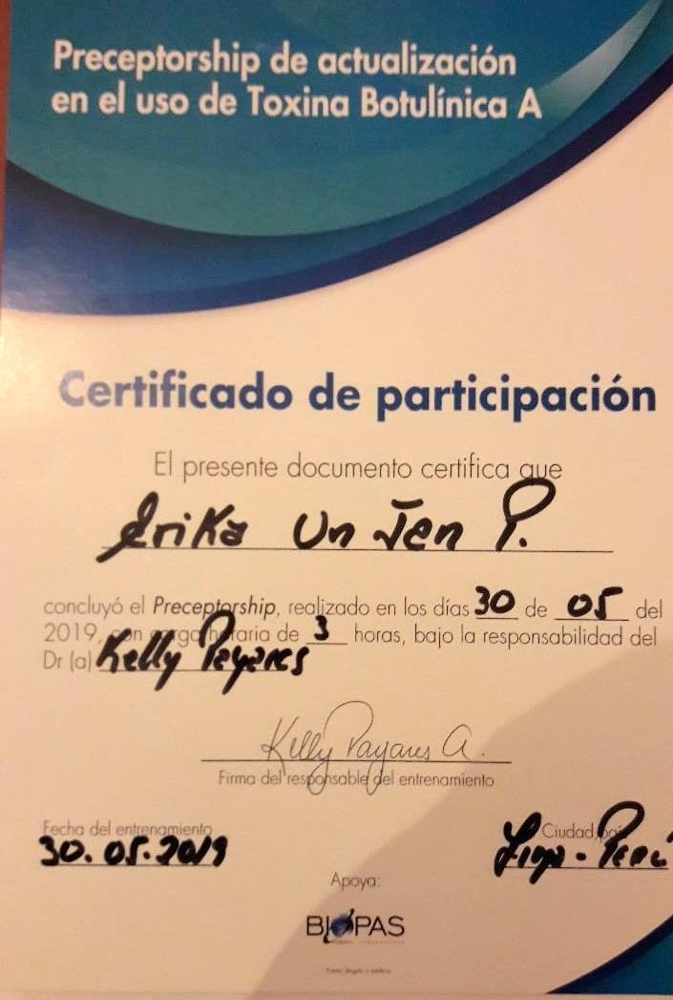 Preceptorship de actualización
en el uso de Toxina Botulínica A
Certificado de participación
El presente documento certifica que
Erika Un Jen P.
concluyó el Preceptorship, realizado en los días 30 de 05 del
2019, con carga horaria de 3 horas, bajo la responsabilidad del
Dr (a) Kelly Payares
Kelly Payares A.
Firma del responsable del entrenamiento
Fecha del entrenamiento
30.05.2019
Ciudad, país
Lima - Perú
Apoya:
BIOPAS